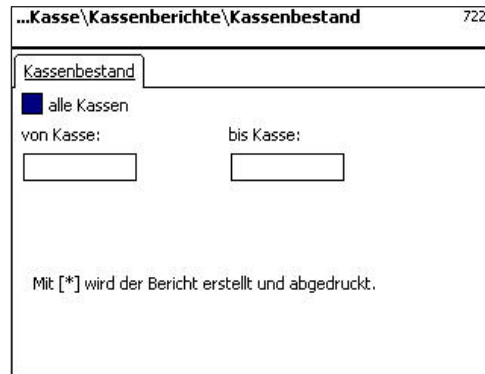 ...Kasse\Kassenberichte\Kassenbestand 722
Kassenbestand
alle Kassen
von Kasse: bis Kasse:
Mit [*] wird der Bericht erstellt und abgedruckt.